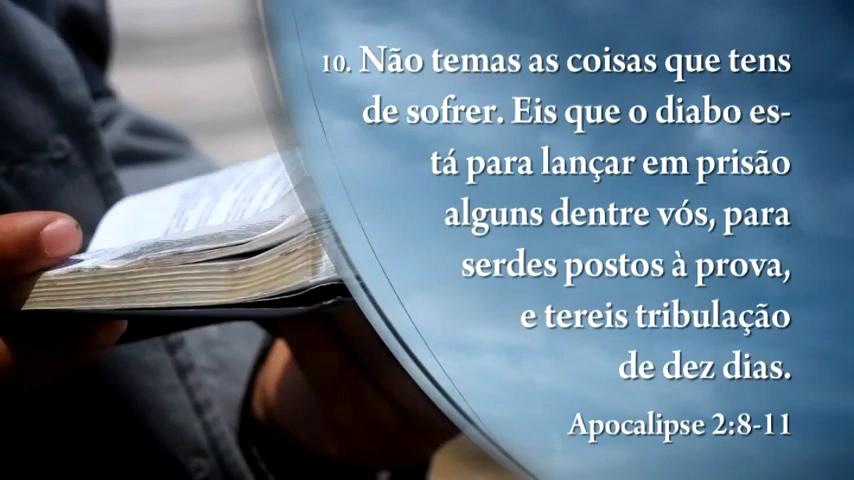 10. Não temas as coisas que tens
de sofrer. Eis que o diabo es-
tá para lançar em prisão
alguns dentre vós, para
serdes postos à prova,
e tereis tribulação
de dez dias.
Apocalipse 2:8-11